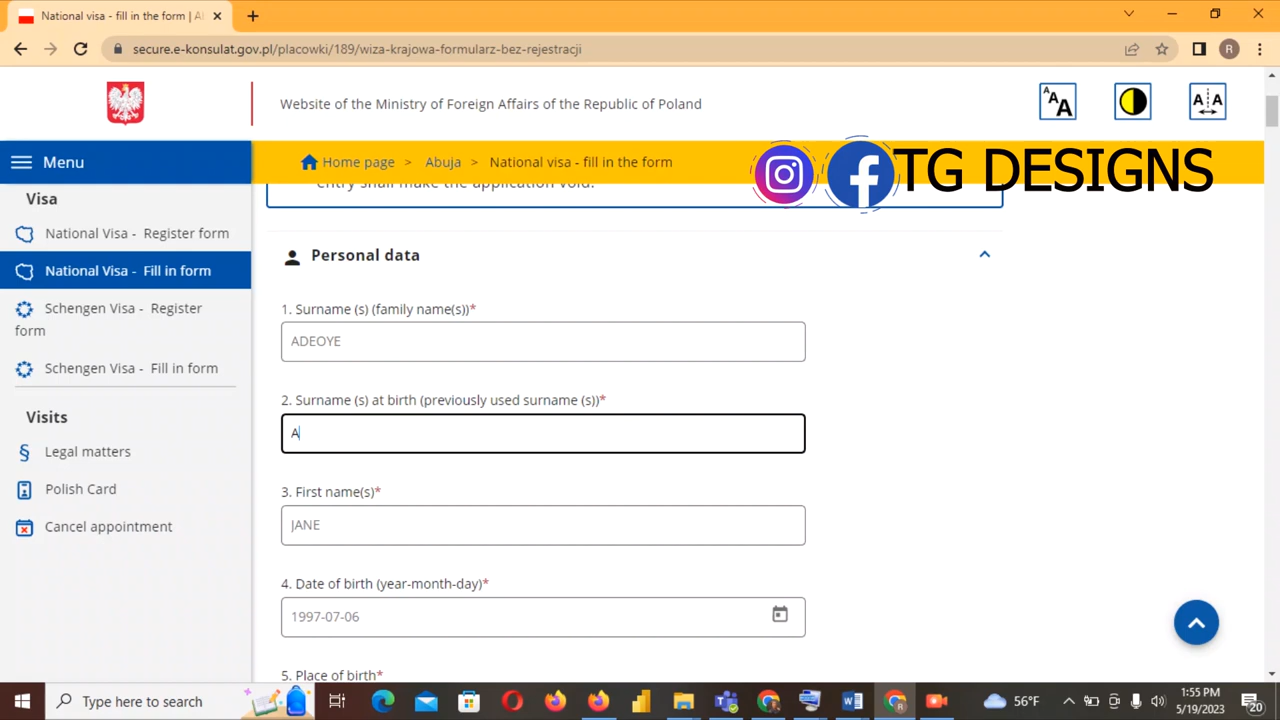 National visa - fill in the form | Al
secure.e-konsulat.gov.pl/placowki/189/wiza-krajowa-formularz-bez-rejestracji
R
Website of the Ministry of Foreign Affairs of the Republic of Poland
AAA
A A
Menu
Home page > Abuja > National visa - fill in the form
TG DESIGNS
entry shall make the application void.
Visa
National Visa - Register form
National Visa - Fill in form
Schengen Visa - Register
form
Schengen Visa - Fill in form
Visits
Legal matters
Polish Card
Cancel appointment
Personal data
1. Surname (s) (family name(s))*
ADEOYE
2. Surname (s) at birth (previously used surname (s))*
A
3. First name(s)*
JANE
4. Date of birth (year-month-day)*
1997-07-06
5. Place of birth*
Type here to search
56°F
1:55 PM
5/19/2023
20